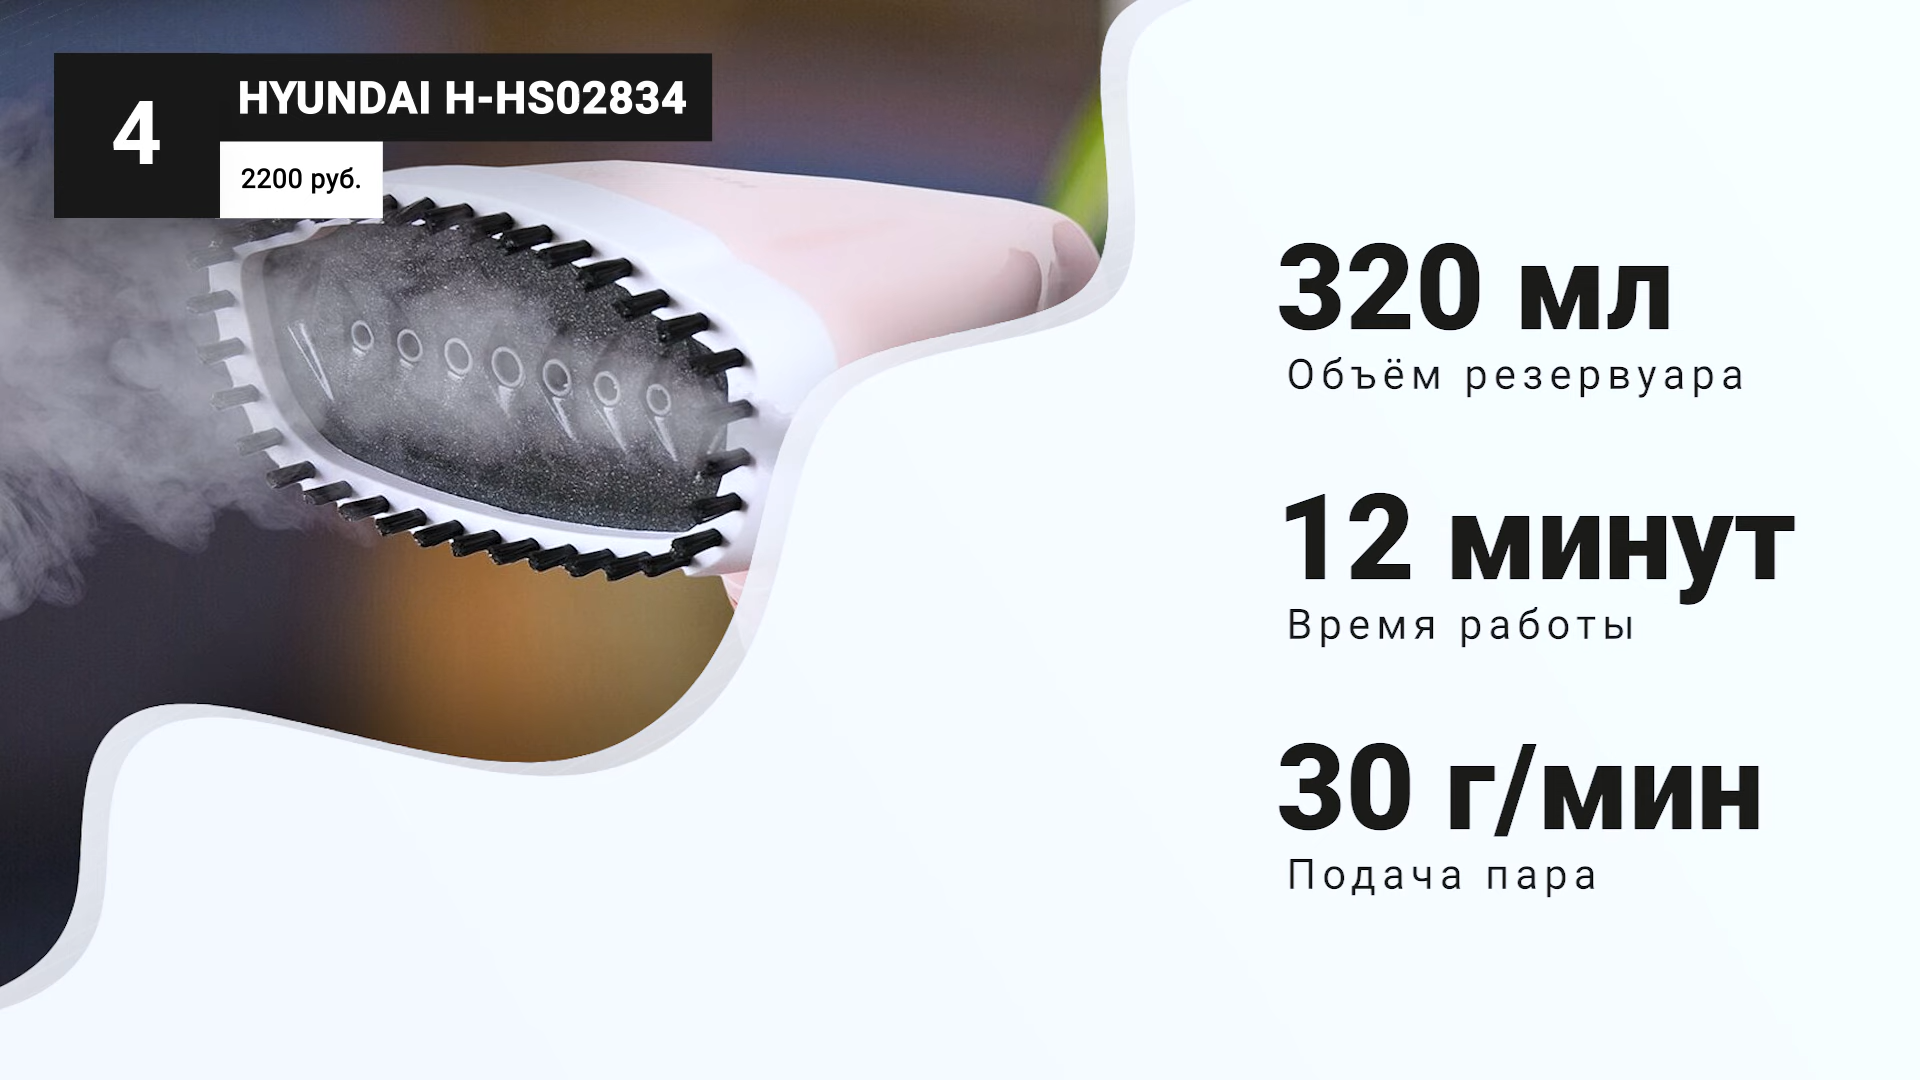 4
HYUNDAI H-HS02834
2200 руб.
320 мл
Объём резервуара
12 минут
Время работы
30 г/мин
Подача пара